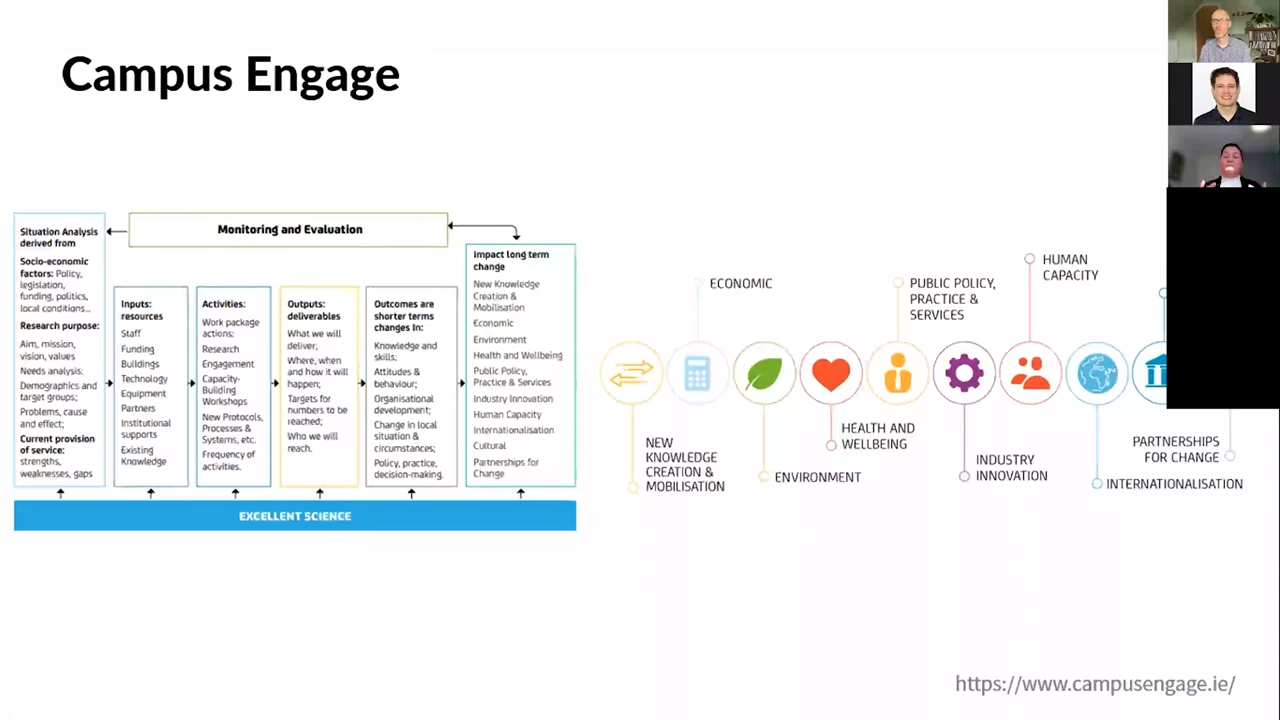 Campus Engage
Situation Analysis
derived from
Socio-economic
factors: Policy,
legislation,
funding, politics,
local conditions...
Research purpose:
Aim, mission,
vision, values
Needs analysis;
Demographics and
target groups;
Problems, cause
and effect;
Current provision
of service:
strengths,
weaknesses, gaps
Monitoring and Evaluation
Inputs:
resources
Staff
Funding
Buildings
Technology
Equipment
Partners
Institutional
supports
Existing
Knowledge
Activities:
Work package
actions:
Research
Engagement
Capacity-
Building
Workshops
New Protocols,
Processes &
Systems, etc.
Frequency of
activities.
Outputs:
deliverables
What we will
deliver;
Where, when
and how it will
happen;
Targets for
numbers to be
reached;
Who we will
reach.
Outcomes are
shorter terms
changes in:
Knowledge and
skills;
Attitudes &
behaviour;
Organisational
development;
Change in local
situation &
circumstances;
Policy, practice,
decision-making.
Impact long term
change
New Knowledge
Creation &
Mobilisation
Economic
Environment
Health and Wellbeing
Public Policy,
Practice & Services
Industry Innovation
Human Capacity
Internationalisation
Cultural
Partnerships for
Change
EXCELLENT SCIENCE
NEW
KNOWLEDGE
CREATION &
MOBILISATION
ECONOMIC
ENVIRONMENT
HEALTH AND
WELLBEING
PUBLIC POLICY,
PRACTICE &
SERVICES
INDUSTRY
INNOVATION
HUMAN
CAPACITY
INTERNATIONALISATION
PARTNERSHIPS
FOR CHANGE
https://www.campusengage.ie/